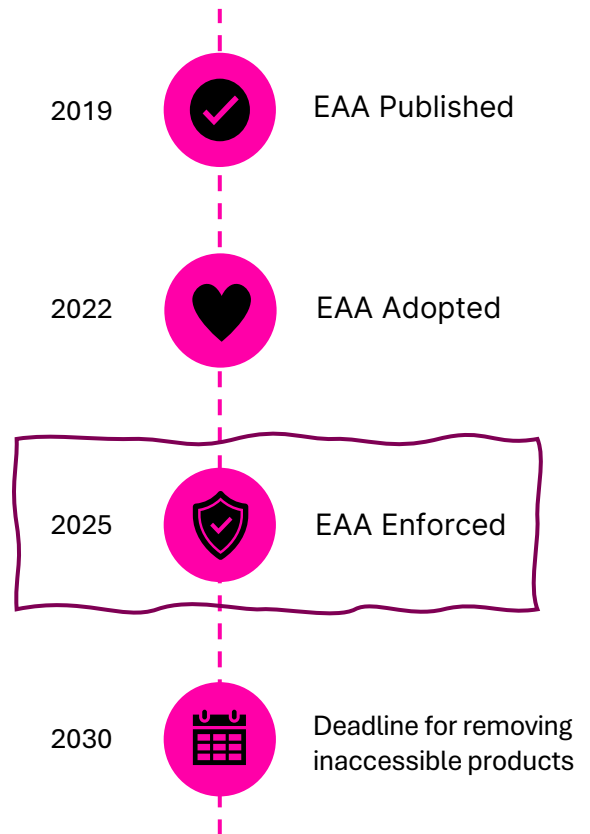 2019
EAA Published
2022
EAA Adopted
2025
EAA Enforced
2030
Deadline for removing
inaccessible products